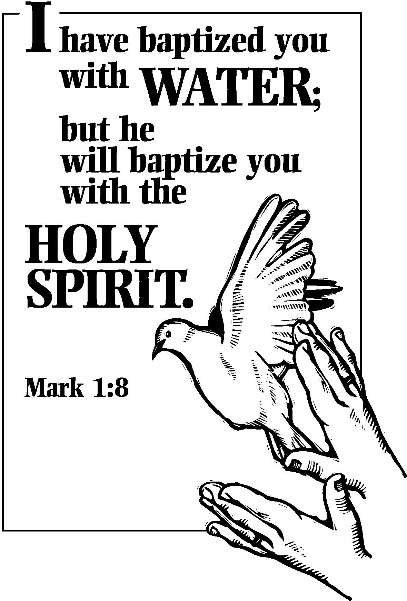 I have baptized you
with WATER;
but he
will baptize you
with the
HOLY
SPIRIT.
Mark 1:8